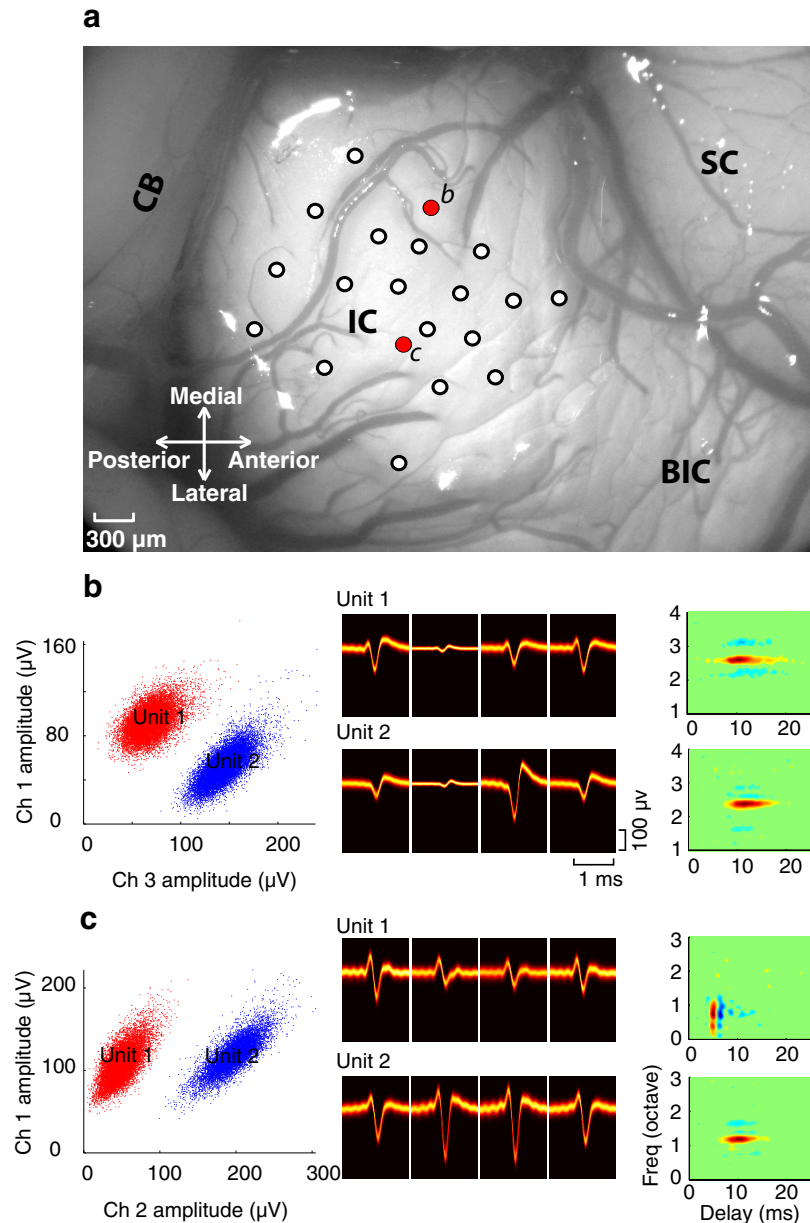 a
CB
SC
b
IC
c
Medial
Posterior Anterior
Lateral
BIC
300 µm
b
Unit 1
Ch 1 amplitude (µV)
160
80
0
Unit 1
Unit 2
0 100 200
Ch 3 amplitude (µV)
Unit 2
100 µv
1 ms
4
3
2
1
0 10 20
4
3
2
1
0 10 20
c
Unit 1
Ch 1 amplitude (µV)
200
100
0
Unit 1
Unit 2
0 100 200 300
Ch 2 amplitude (µV)
Unit 2
3
2
1
0
0 10 20
Freq (octave)
3
2
1
0
0 10 20
Delay (ms)